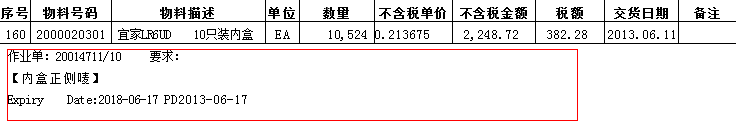 序号 物料号码 物料描述 单位 数量 不含税单价 不含税金额 税额 交货日期 备注
160 2000020301 宜家LR6UD 10只装内盒 EA 10,524 0.213675 2,248.72 382.28 2013.06.11
作业单: 20014711/10 要求:
【内盒正侧唛】
Expiry Date:2018-06-17 PD2013-06-17